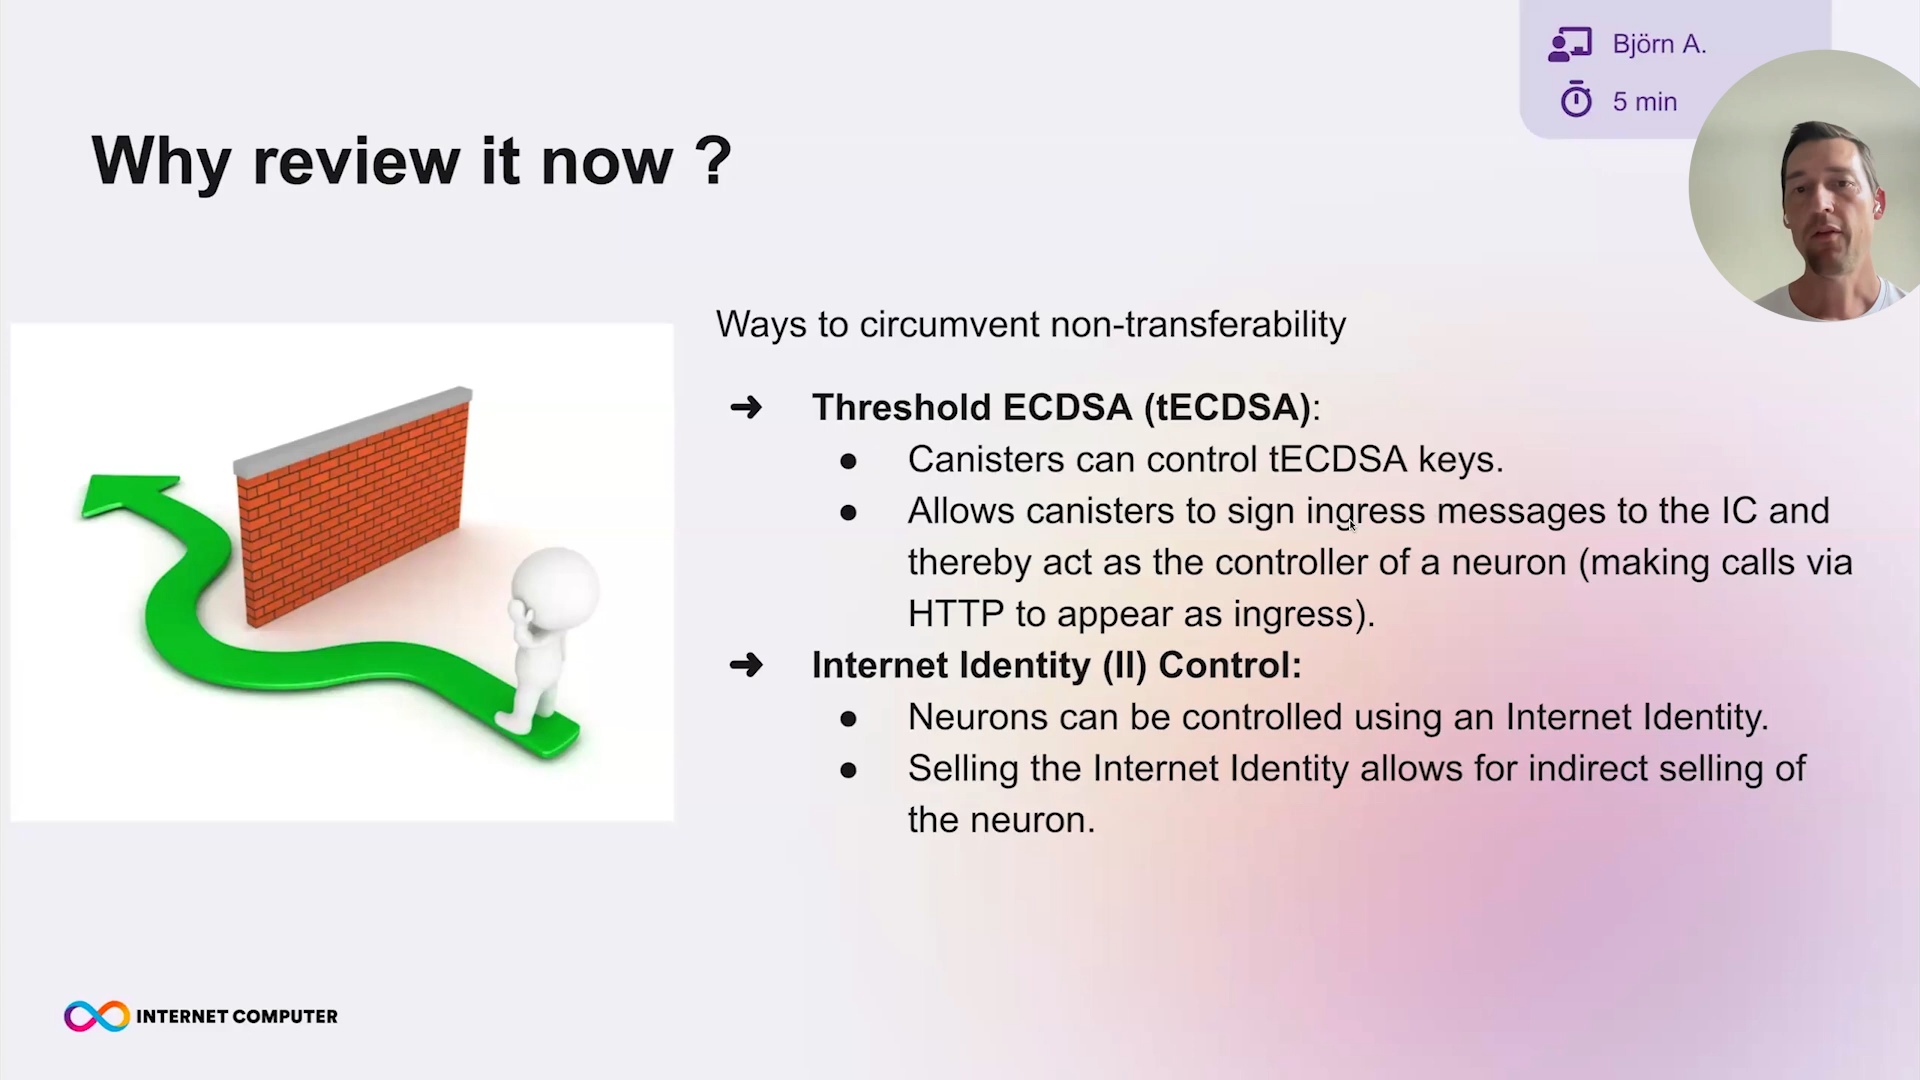 Björn A.
5 min
Why review it now ?
Ways to circumvent non-transferability
➜ Threshold ECDSA (tECDSA):
● Canisters can control tECDSA keys.
● Allows canisters to sign ingress messages to the IC and
thereby act as the controller of a neuron (making calls via
HTTP to appear as ingress).
➜ Internet Identity (II) Control:
● Neurons can be controlled using an Internet Identity.
● Selling the Internet Identity allows for indirect selling of
the neuron.
INTERNET COMPUTER